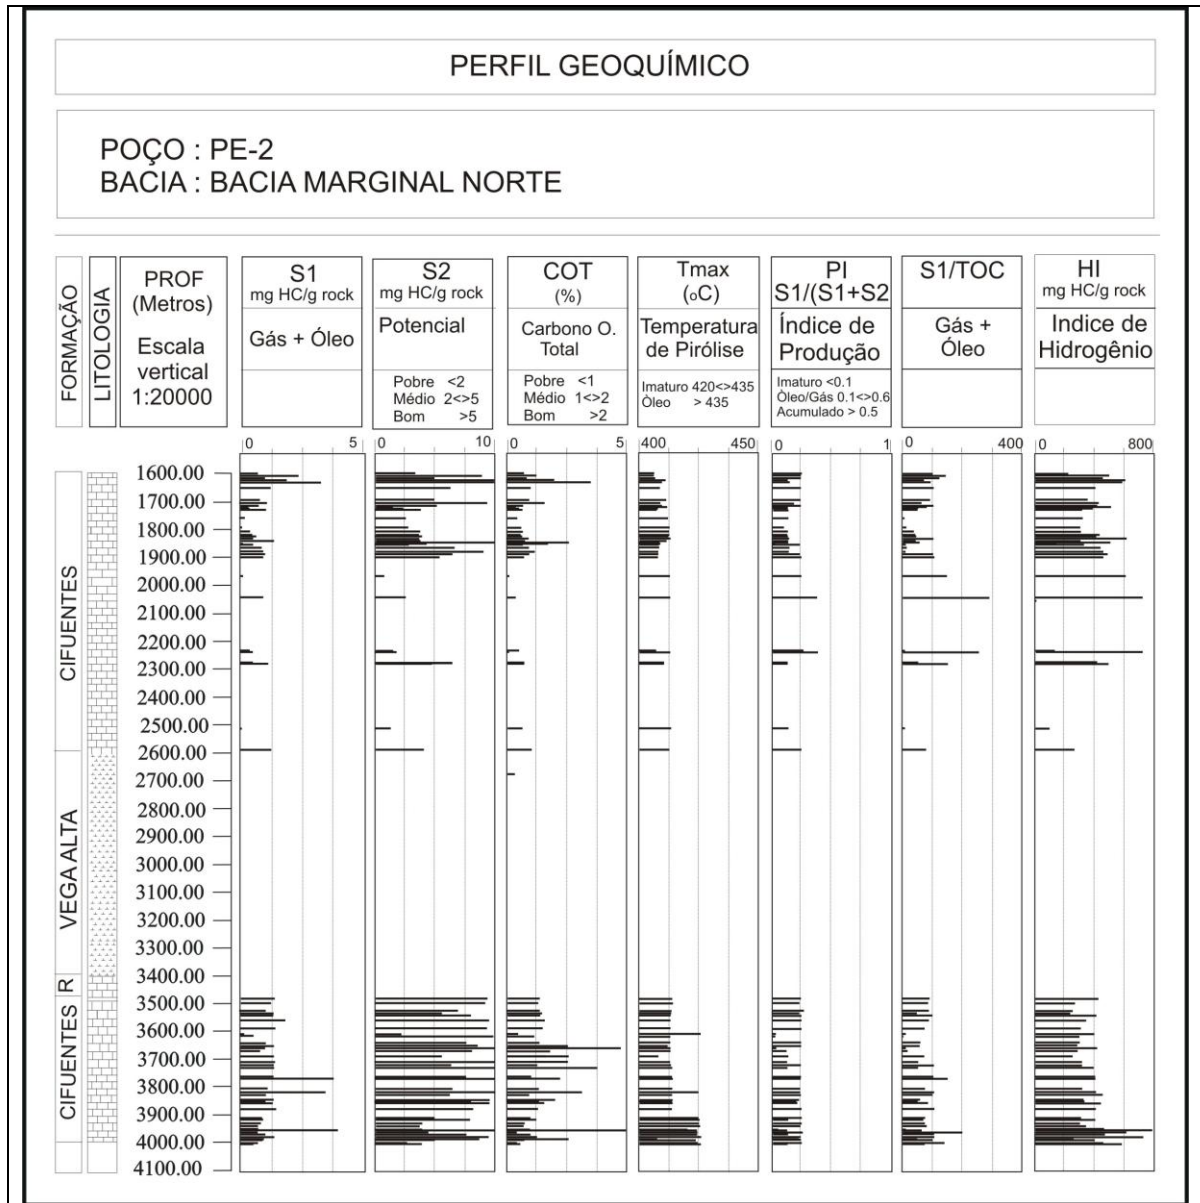 PERFIL GEOQUÍMICO
POÇO : PE-2
BACIA : BACIA MARGINAL NORTE
FORMAÇÃO
LITOLOGIA
PROF
(Metros)
Escala
vertical
1:20000
S1
mg HC/g rock
Gás + Óleo
S2
mg HC/g rock
Potencial
Pobre <2
Médio 2<>5
Bom >5
COT
(%)
Carbono O.
Total
Pobre <1
Médio 1<>2
Bom >2
Tmax
(oC)
Temperatura
de Pirólise
Imaturo 420<>435
Óleo > 435
PI
S1/(S1+S2
Índice de
Produção
Imaturo <0.1
Òleo/Gás 0.1<>0.6
Acumulado > 0.5
S1/TOC
Gás +
Óleo
HI
mg HC/g rock
Indice de
Hidrogênio
0 5
0 10
0 5
400 450
0 1
0 400
0 800
CIFUENTES
VEGA ALTA
R
CIFUENTES
1600.00
1700.00
1800.00
1900.00
2000.00
2100.00
2200.00
2300.00
2400.00
2500.00
2600.00
2700.00
2800.00
2900.00
3000.00
3100.00
3200.00
3300.00
3400.00
3500.00
3600.00
3700.00
3800.00
3900.00
4000.00
4100.00